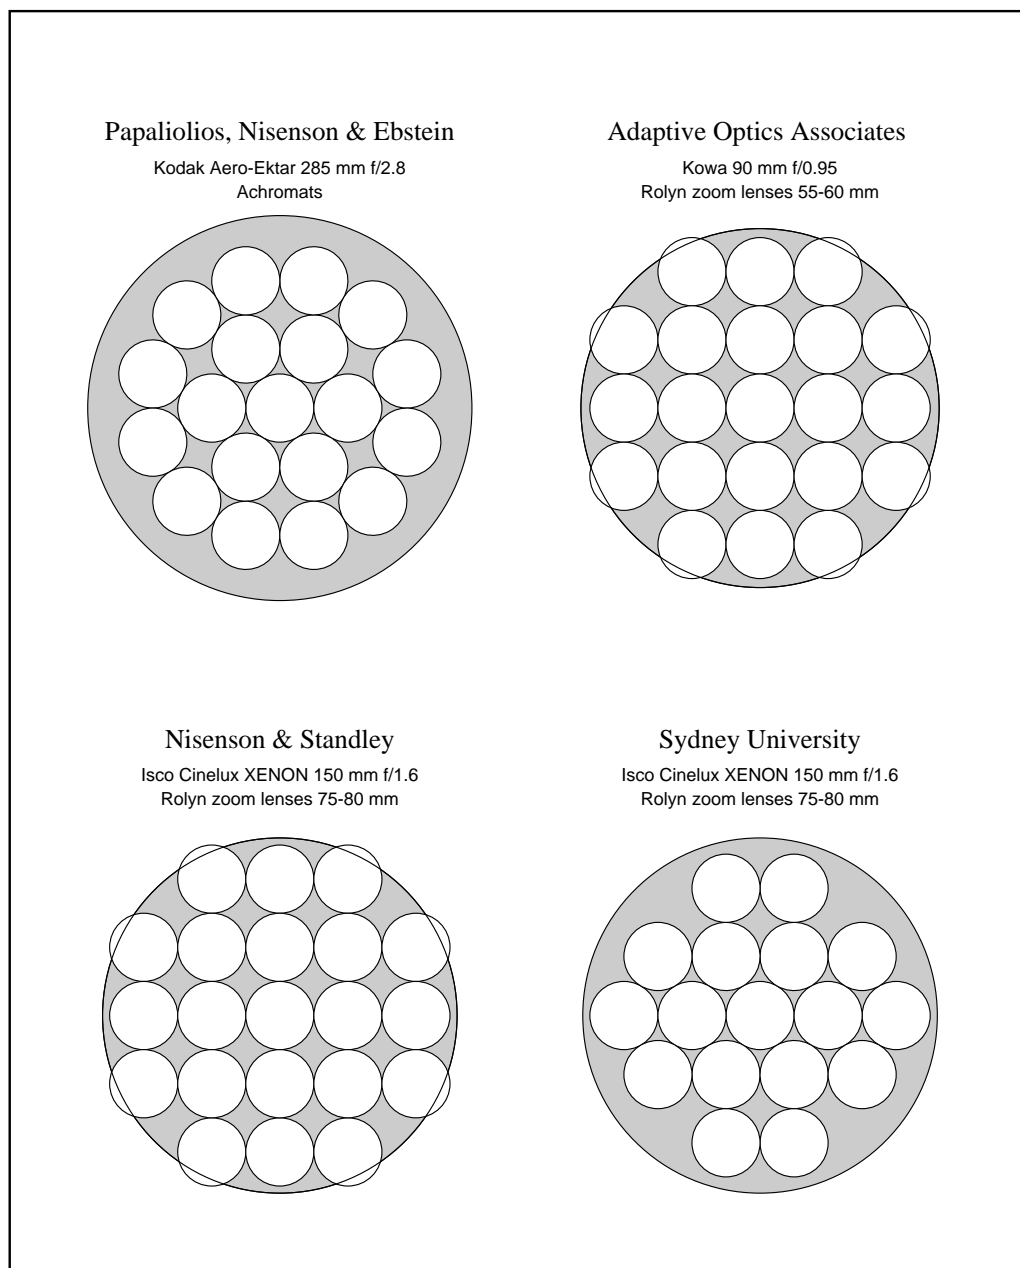 Papaliolios, Nisenson & Ebstein
Kodak Aero-Ektar 285 mm f/2.8
Achromats
Adaptive Optics Associates
Kowa 90 mm f/0.95
Rolyn zoom lenses 55-60 mm
Nisenson & Standley
Isco Cinelux XENON 150 mm f/1.6
Rolyn zoom lenses 75-80 mm
Sydney University
Isco Cinelux XENON 150 mm f/1.6
Rolyn zoom lenses 75-80 mm